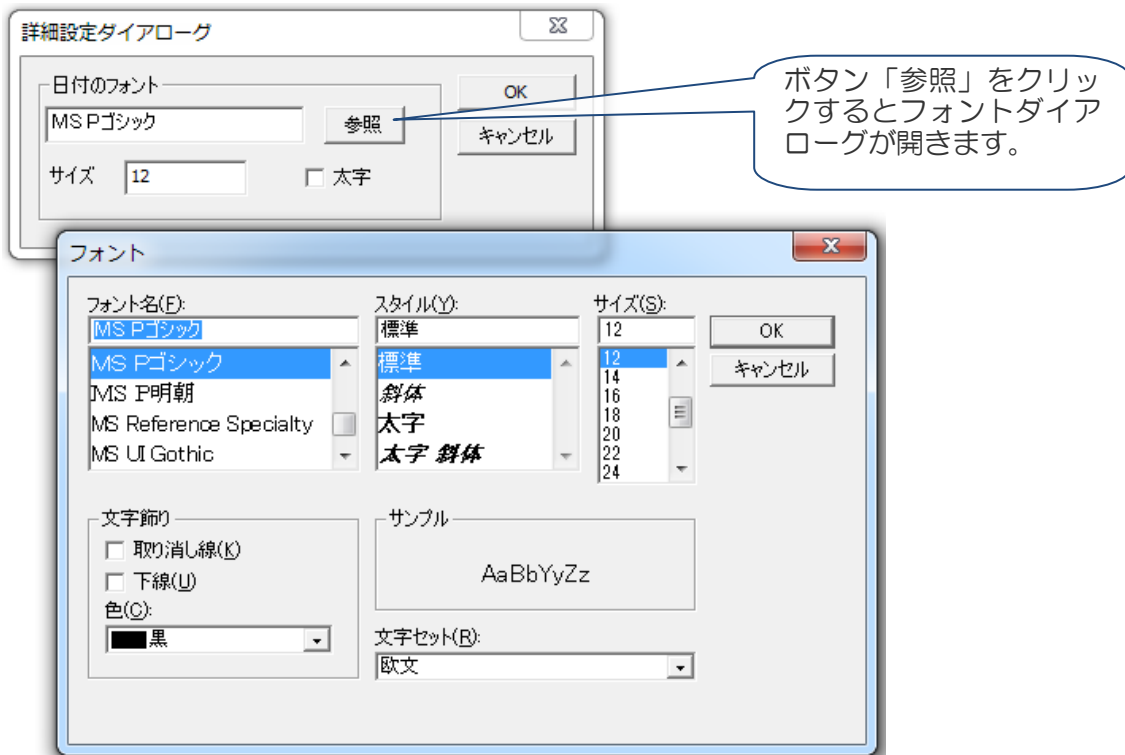 詳細設定ダイアローグ
日付のフォント
MS Pゴシック
参照
OK
キャンセル
サイズ
12
太字
ボタン「参照」をクリッ
クするとフォントダイア
ローグが開きます。
フォント
フォント名(F):
MS Pゴシック
MS Pゴシック
MS P明朝
MS Reference Specialty
MS UI Gothic
スタイル(Y):
標準
標準
斜体
太字
太字 斜体
サイズ(S):
12
12
14
16
18
20
22
24
OK
キャンセル
文字飾り
取り消し線(K)
下線(U)
色(C):
黒
サンプル
AaBbYyZz
文字セット(R):
欧文